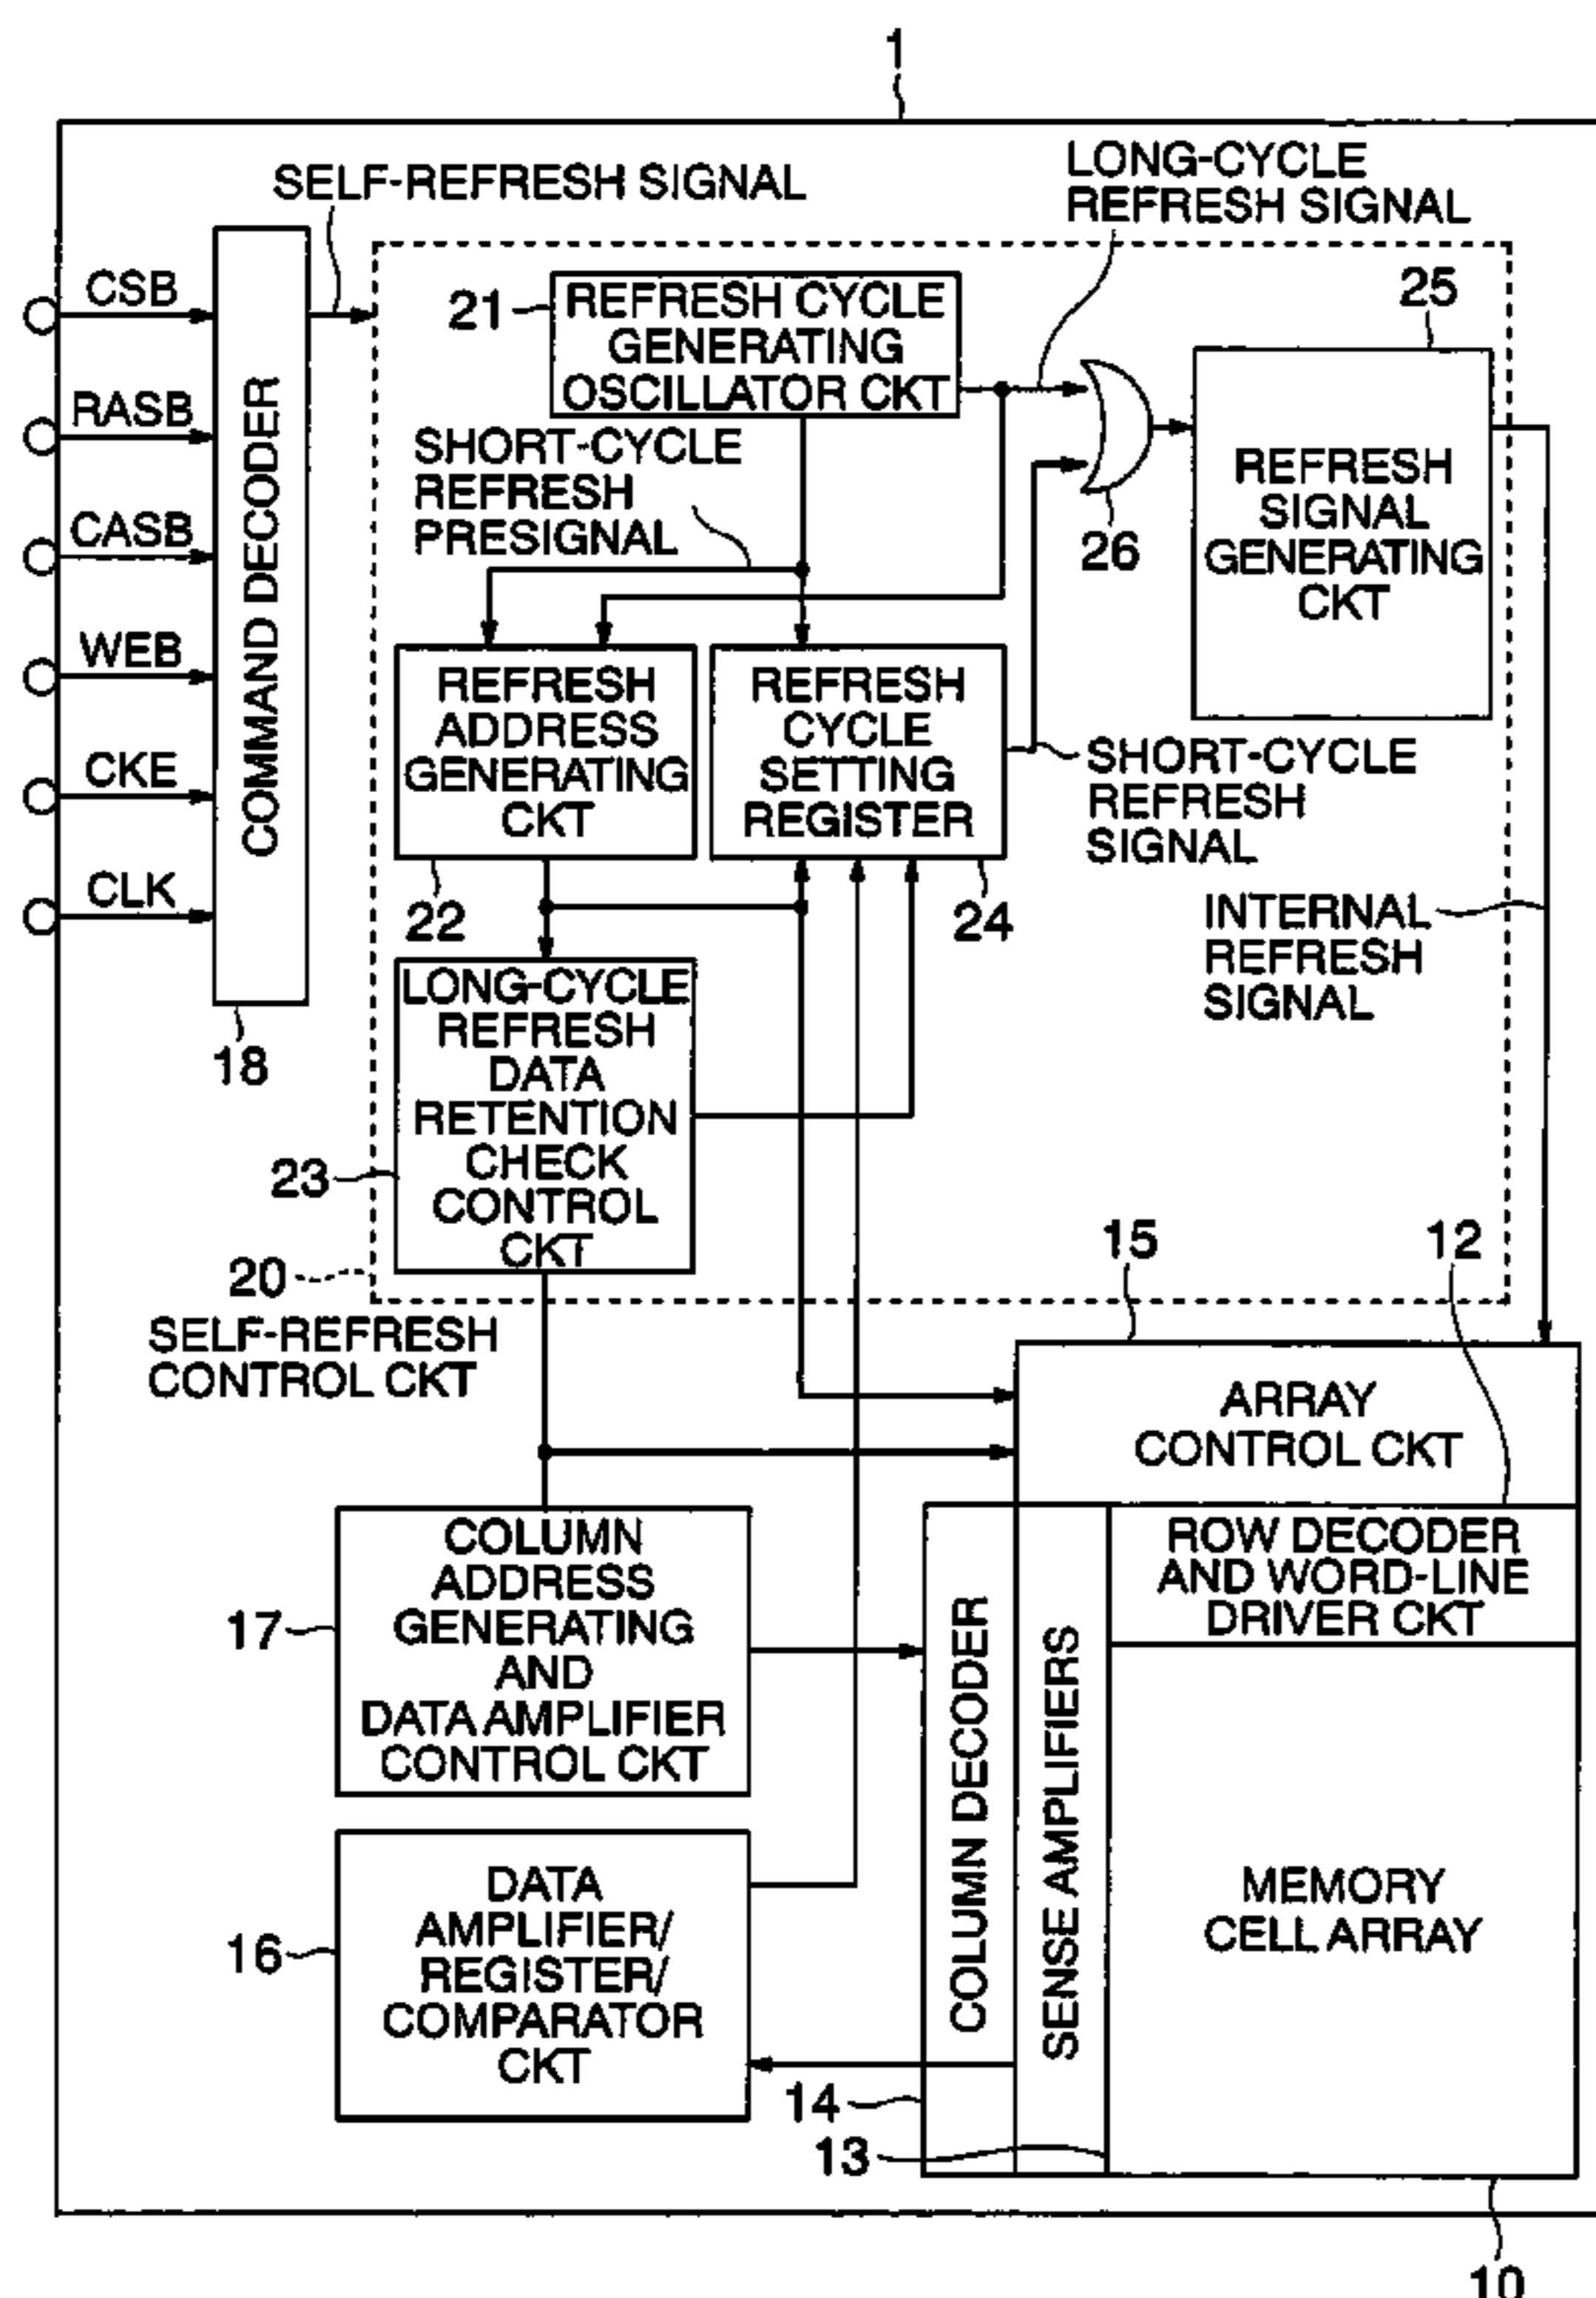 1
SELF-REFRESH SIGNAL
LONG-CYCLE
REFRESH SIGNAL
CSB
RASB
CASB
WEB
CKE
CLK
COMMAND DECODER
18
21
REFRESH CYCLE
GENERATING
OSCILLATOR CKT
25
SHORT-CYCLE
REFRESH
PRESIGNAL
26
REFRESH
SIGNAL
GENERATING
CKT
REFRESH
ADDRESS
GENERATING
CKT
REFRESH
CYCLE
SETTING
REGISTER
SHORT-CYCLE
REFRESH
SIGNAL
22
24
INTERNAL
REFRESH
SIGNAL
LONG-CYCLE
REFRESH
DATA
RETENTION
CHECK
CONTROL
CKT
23
20
SELF-REFRESH
CONTROL CKT
15
12
ARRAY
CONTROL CKT
COLUMN
ADDRESS
GENERATING
AND
DATA AMPLIFIER
CONTROL CKT
17
ROW DECODER
AND WORD-LINE
DRIVER CKT
COLUMN DECODER
SENSE AMPLIFIERS
DATA
AMPLIFIER/
REGISTER/
COMPARATOR
CKT
16
MEMORY
CELL ARRAY
14
13
10